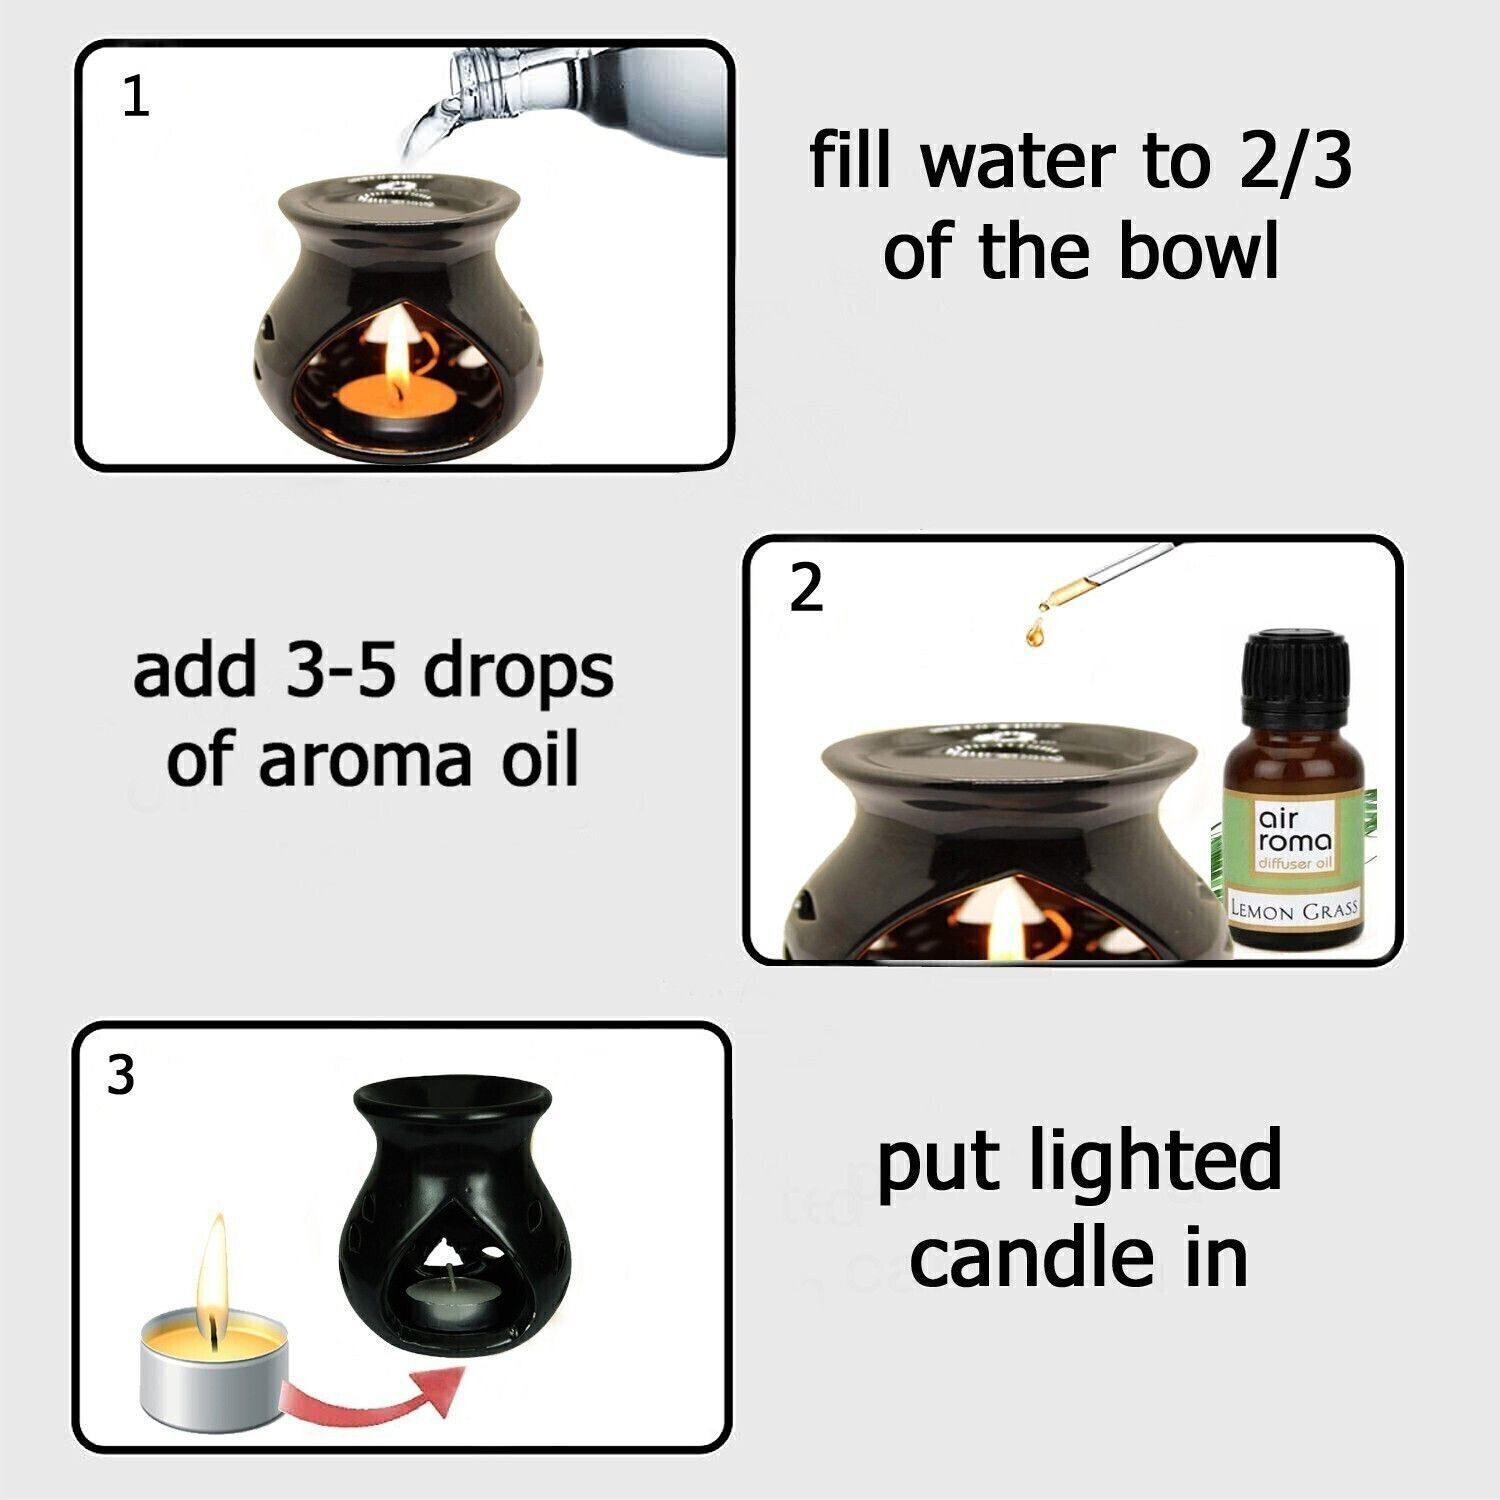 1
fill water to 2/3
of the bowl
add 3-5 drops
of aroma oil
2
air
roma
diffuser oil
LEMON GRASS
3
put lighted
candle in